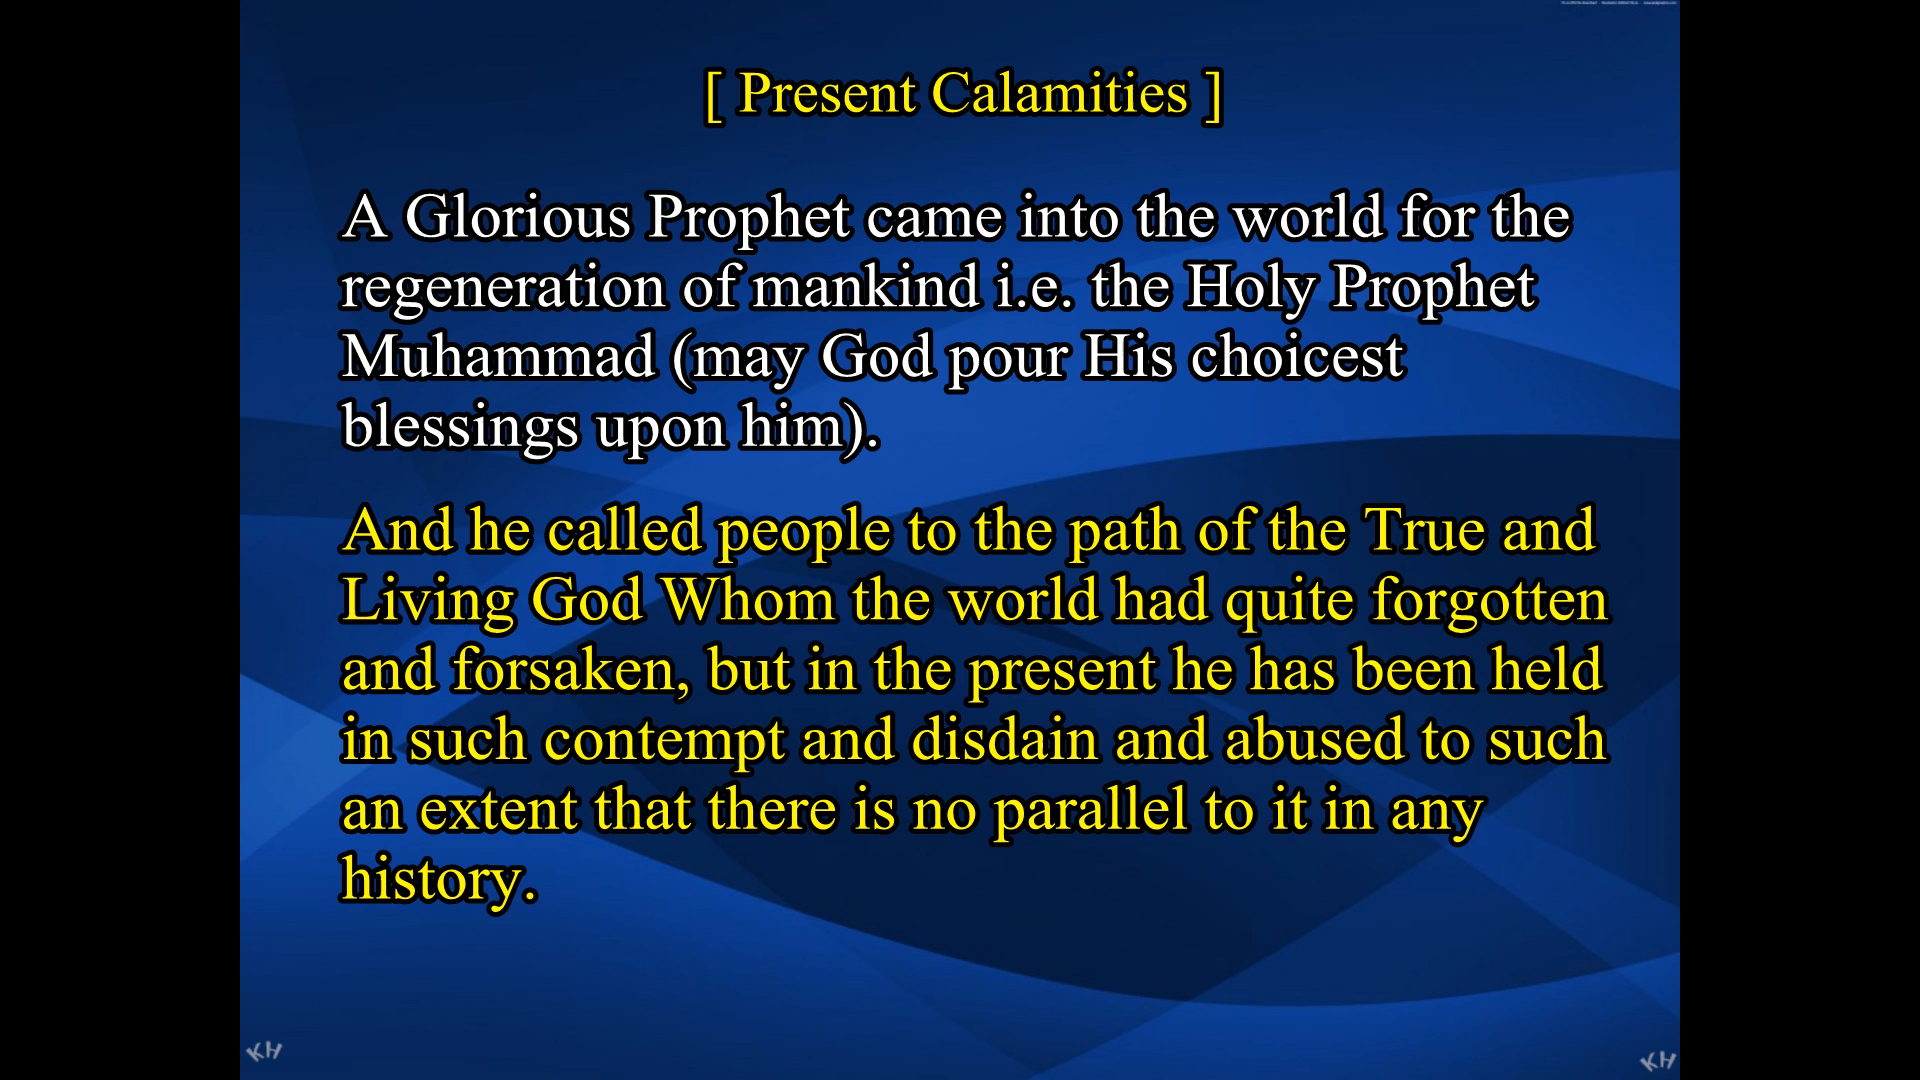 [ Present Calamities ]
A Glorious Prophet came into the world for the
regeneration of mankind i.e. the Holy Prophet
Muhammad (may God pour His choicest
blessings upon him).
And he called people to the path of the True and
Living God Whom the world had quite forgotten
and forsaken, but in the present he has been held
in such contempt and disdain and abused to such
an extent that there is no parallel to it in any
history.
KH
KH